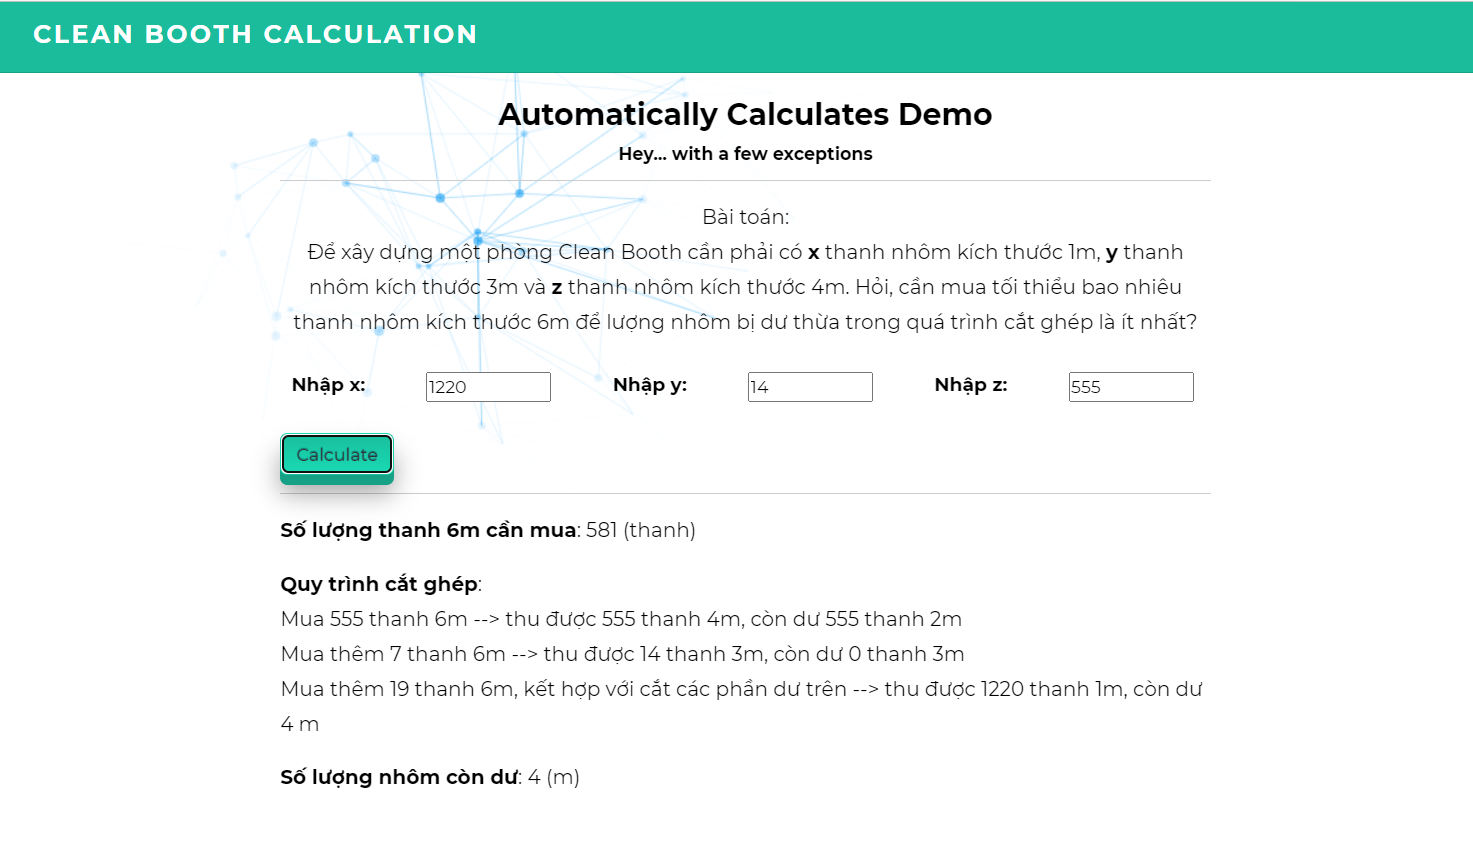 CLEAN BOOTH CALCULATION
Automatically Calculates Demo
Hey... with a few exceptions
Bài toán:
Để xây dựng một phòng Clean Booth cần phải có x thanh nhôm kích thước 1m, y thanh
nhôm kích thước 3m và z thanh nhôm kích thước 4m. Hỏi, cần mua tối thiểu bao nhiêu
thanh nhôm kích thước 6m để lượng nhôm bị dư thừa trong quá trình cắt ghép là ít nhất?
Nhập x: 1220 Nhập y: 14 Nhập z: 555
Calculate
Số lượng thanh 6m cần mua: 581 (thanh)
Quy trình cắt ghép:
Mua 555 thanh 6m --> thu được 555 thanh 4m, còn dư 555 thanh 2m
Mua thêm 7 thanh 6m --> thu được 14 thanh 3m, còn dư 0 thanh 3m
Mua thêm 19 thanh 6m, kết hợp với cắt các phần dư trên --> thu được 1220 thanh 1m, còn dư
4 m
Số lượng nhôm còn dư: 4 (m)